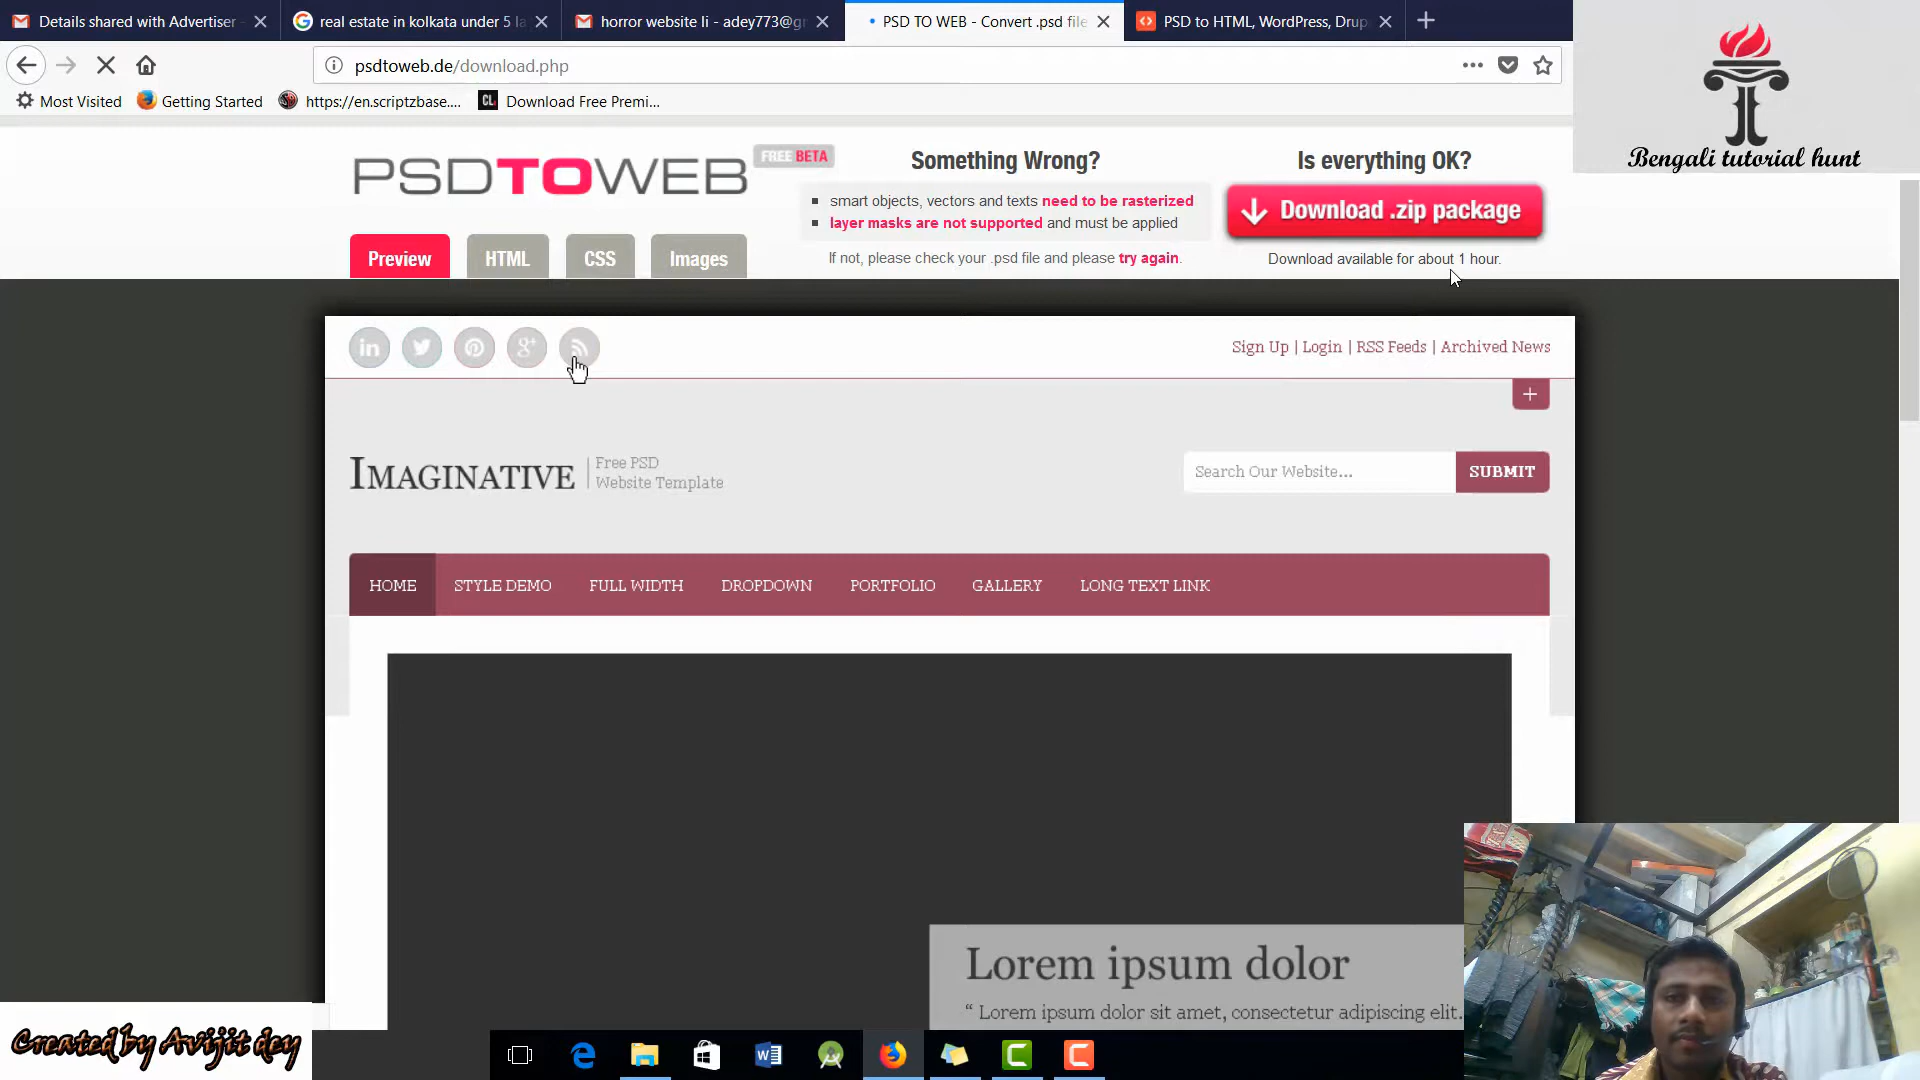 Details shared with Advertiser -
real estate in kolkata under 5 la
horror website li - adey773@gr
PSD TO WEB - Convert .psd file
PSD to HTML, WordPress, Drup
psdtoweb.de/download.php
Most Visited
Getting Started
https://en.scriptzbase....
CL
Download Free Premi...
Bengali tutorial hunt
PSDTOWEB
FREE BETA
Something Wrong?
smart objects, vectors and texts need to be rasterized
layer masks are not supported and must be applied
If not, please check your .psd file and please try again.
Is everything OK?
Download .zip package
Download available for about 1 hour.
Preview
HTML
CSS
Images
in
g+
Sign Up | Login | RSS Feeds | Archived News
+
IMAGINATIVE
Free PSD
Website Template
Search Our Website...
SUBMIT
HOME
STYLE DEMO
FULL WIDTH
DROPDOWN
PORTFOLIO
GALLERY
LONG TEXT LINK
Lorem ipsum dolor
“ Lorem ipsum dolor sit amet, consectetur adipiscing elit.
Created by Avijit dey